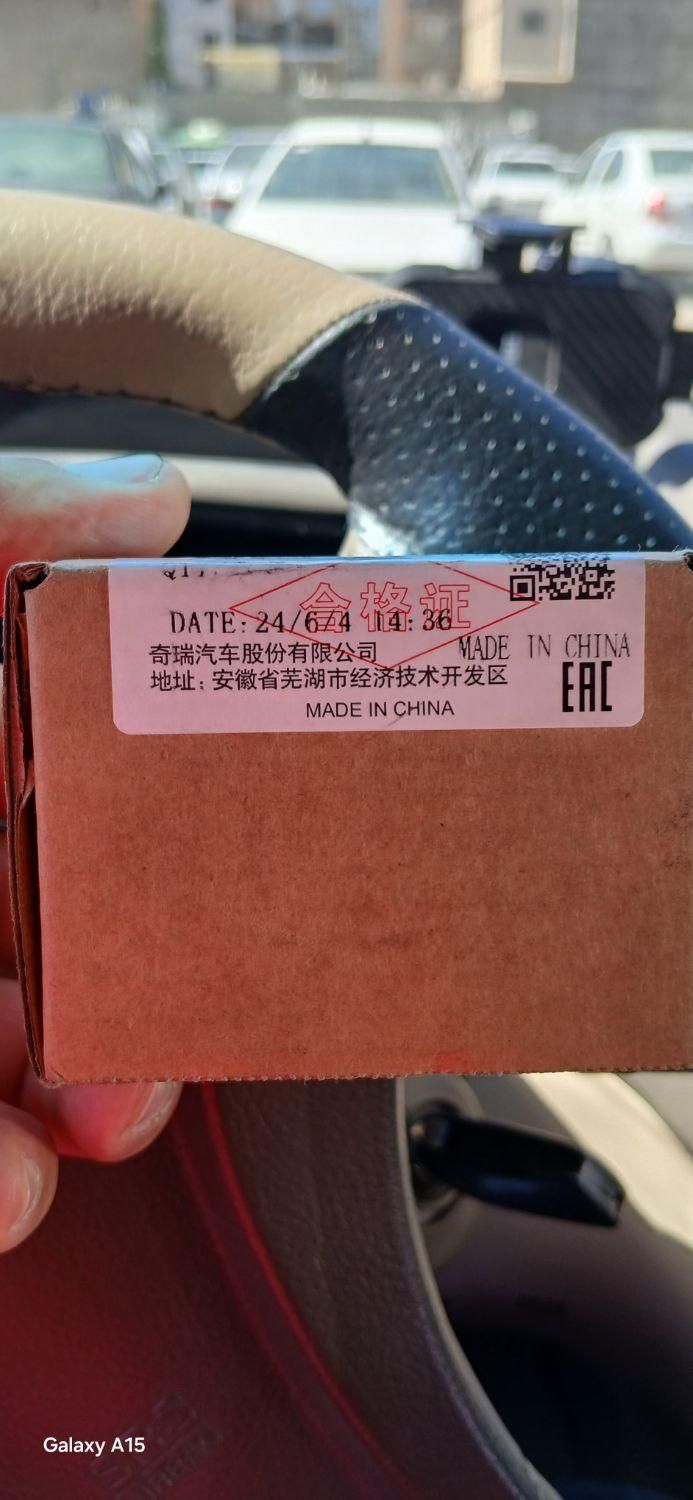 合格证
DATE: 24/6/4 14:36
奇瑞汽车股份有限公司
MADE IN CHINA
地址：安徽省芜湖市经济技术开发区
EAC
MADE IN CHINA
Galaxy A15